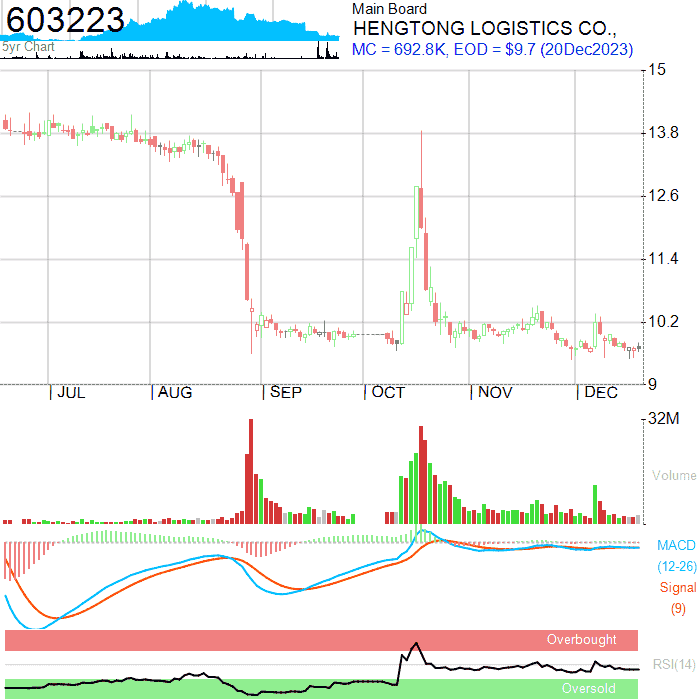 603223
5yr Chart
Main Board
HENGTONG LOGISTICS CO.,
MC = 692.8K, EOD = $9.7 (20Dec2023)
15
13.8
12.6
11.4
10.2
9
JUL AUG SEP OCT NOV DEC
32M
Volume
MACD
(12-26)
Signal
(9)
Overbought
RSI(14)
Oversold